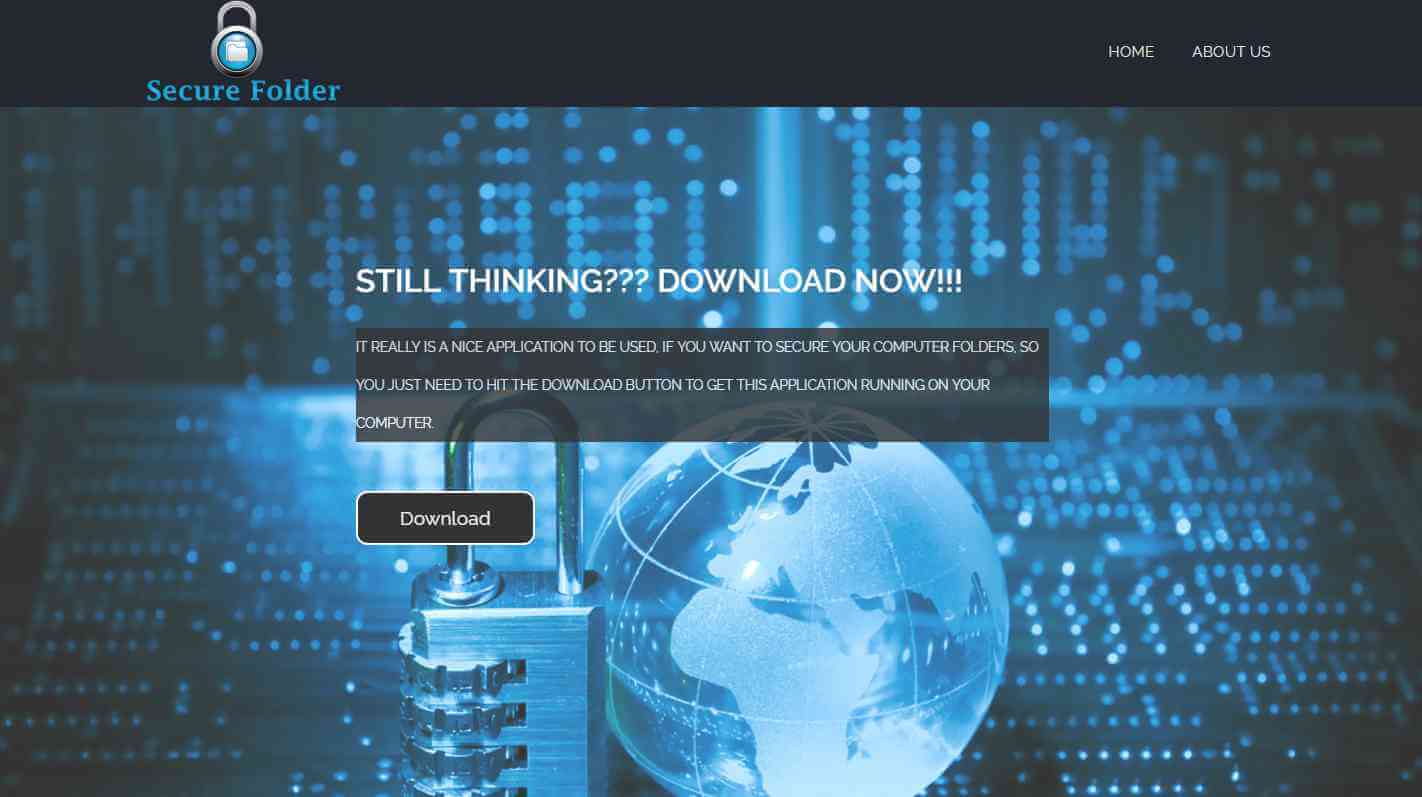 Secure Folder
HOME ABOUT US
STILL THINKING??? DOWNLOAD NOW!!!
IT REALLY IS A NICE APPLICATION TO BE USED, IF YOU WANT TO SECURE YOUR COMPUTER FOLDERS, SO
YOU JUST NEED TO HIT THE DOWNLOAD BUTTON TO GET THIS APPLICATION RUNNING ON YOUR
COMPUTER.
Download